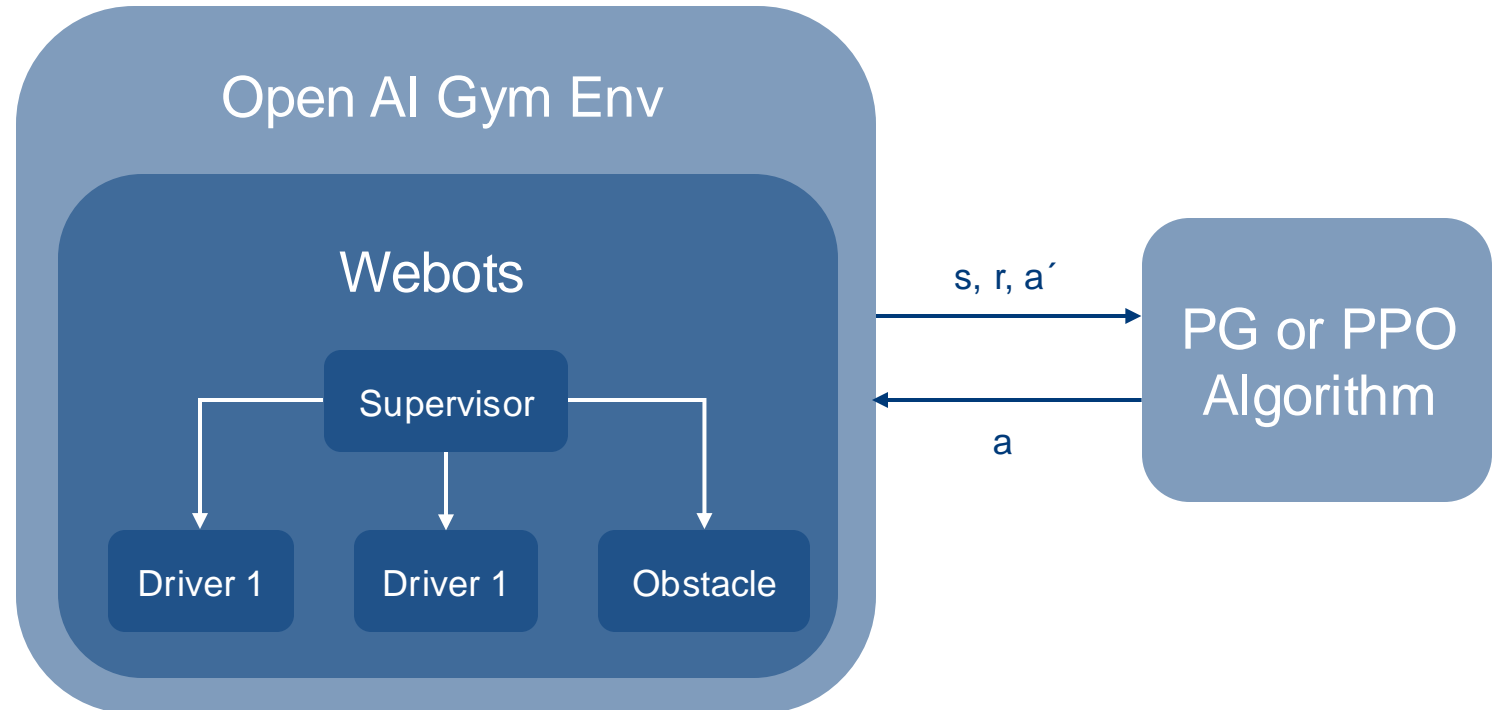 Open AI Gym Env
Webots
Supervisor
Driver 1
Driver 1
Obstacle
s, r, a´
a
PG or PPO
Algorithm